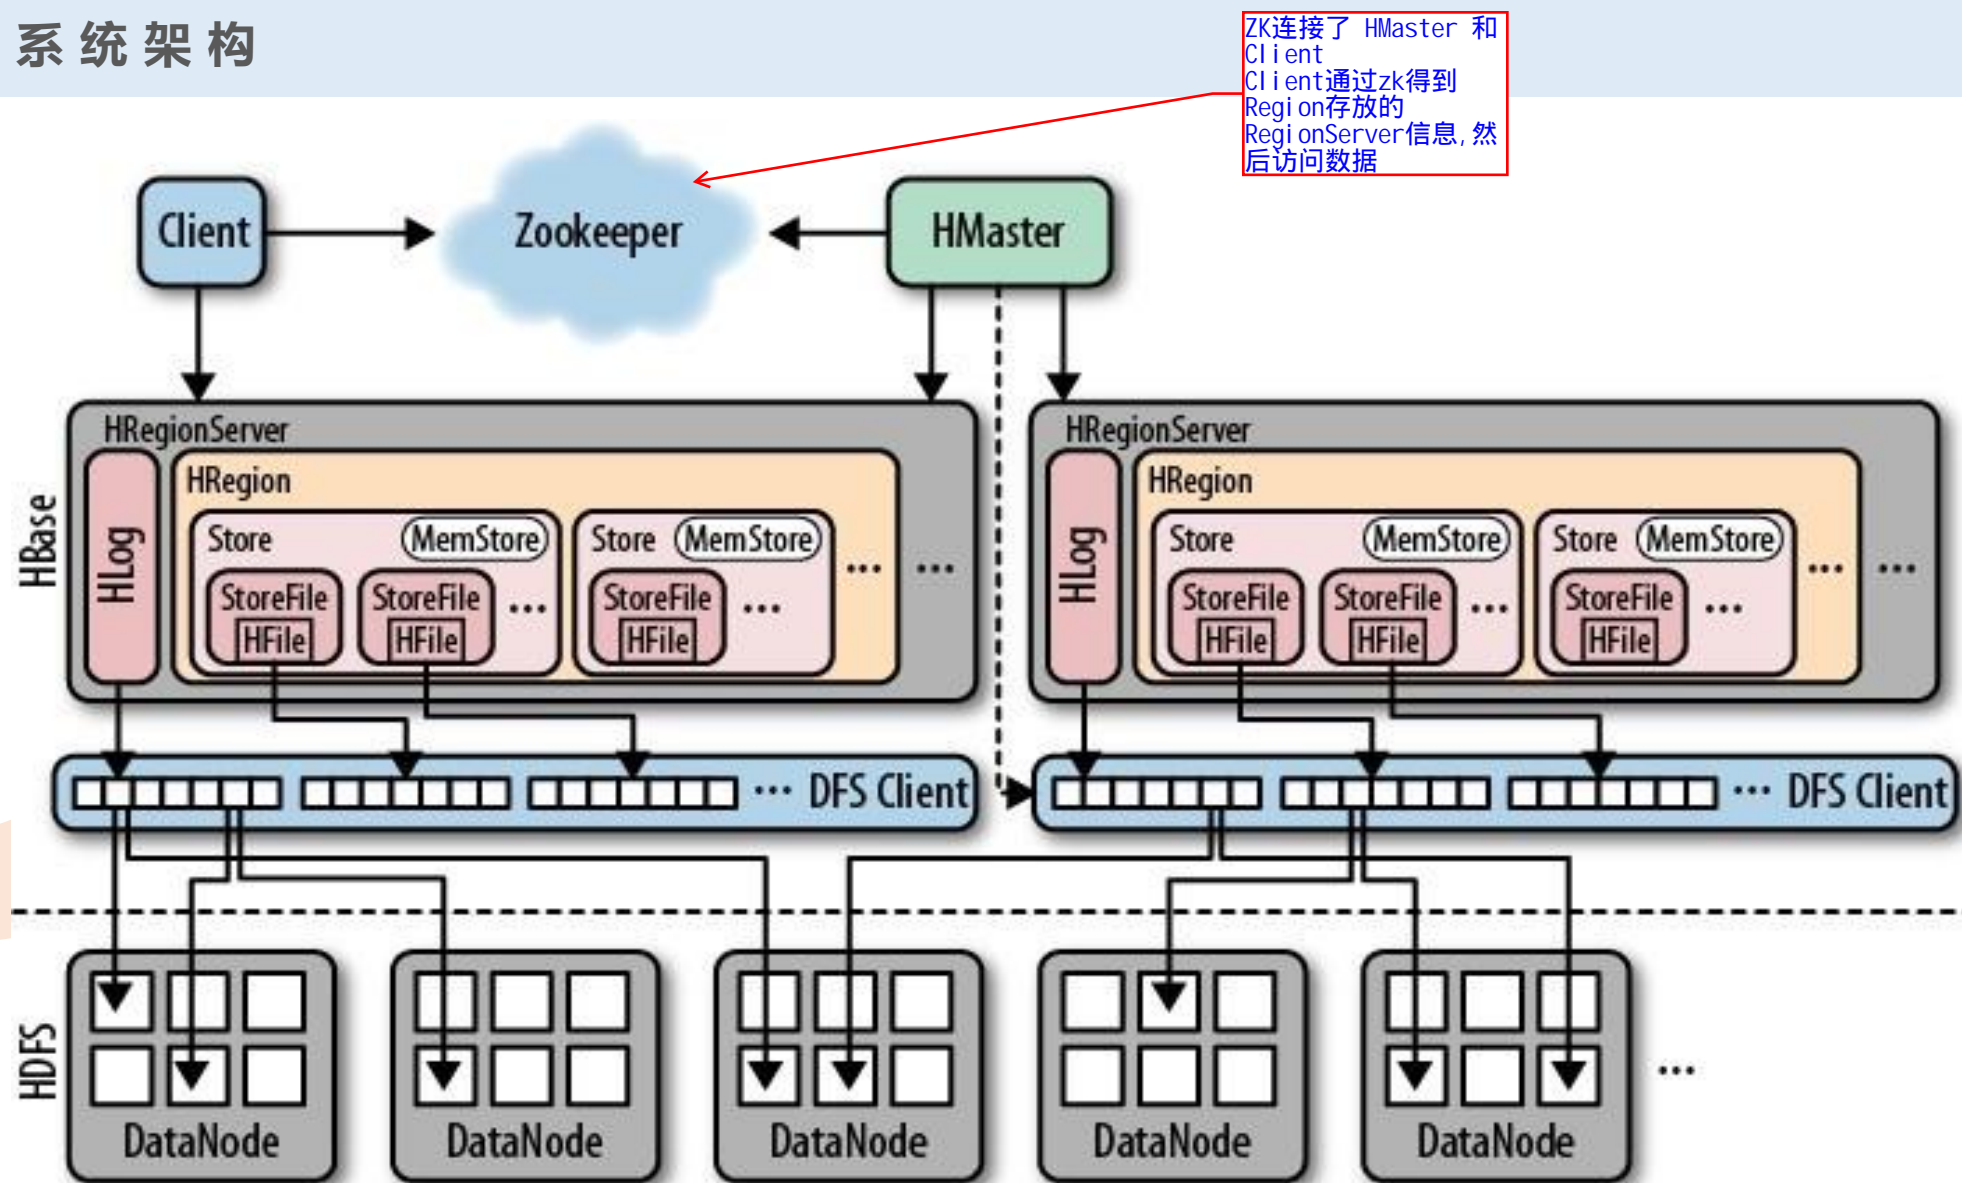 系统架构
ZK连接了 HMaster 和
Client
Client通过zk得到
Region存放的
RegionServer信息,然
后访问数据
Client
Zookeeper
HMaster
HBase
HRegionServer
HLog
HRegion
Store
MemStore
StoreFile
HFile
StoreFile
HFile
...
Store
MemStore
StoreFile
HFile
...
...
...
HRegionServer
HLog
HRegion
Store
MemStore
StoreFile
HFile
StoreFile
HFile
...
Store
MemStore
StoreFile
HFile
...
...
...
... DFS Client
... DFS Client
HDFS
DataNode
DataNode
DataNode
DataNode
DataNode
...